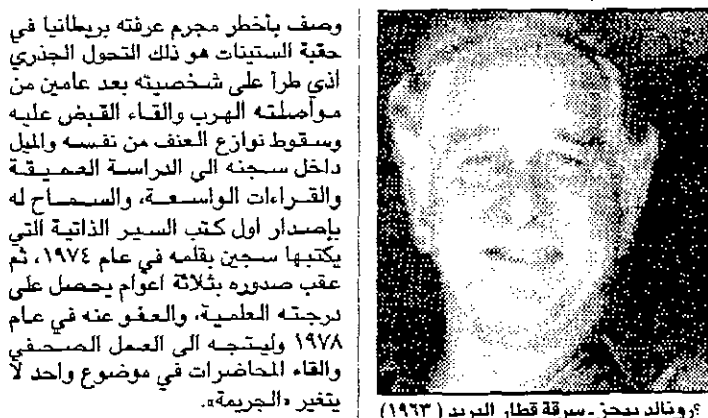 وصف بأخطر مجرم عرفته بريطانيا في
حقبة الستينات هو ذلك التحول الجذري
الذي طرأ على شخصيته بعد عامين من
مواصلته الهرب والقاء القبض عليه
وسقوط نوازع العنف من نفسه والميل
داخل سجنه الى الدراسة العميقة
والقراءات الواسعة، والسماح له
بإصدار اول كتب السير الذاتية التي
يكتبها سجين بقلمه في عام ١٩٧٤، ثم
عقب صدوره بثلاثة اعوام يحصل على
درجته العلمية، والعفو عنه في عام
١٩٧٨ وليتجه الى العمل الصحفي
والقاء المحاضرات في موضوع واحد لا
يتغير «الجريمة».
رونالد بيجز ـ سرقة قطار البريد (١٩٦٣)